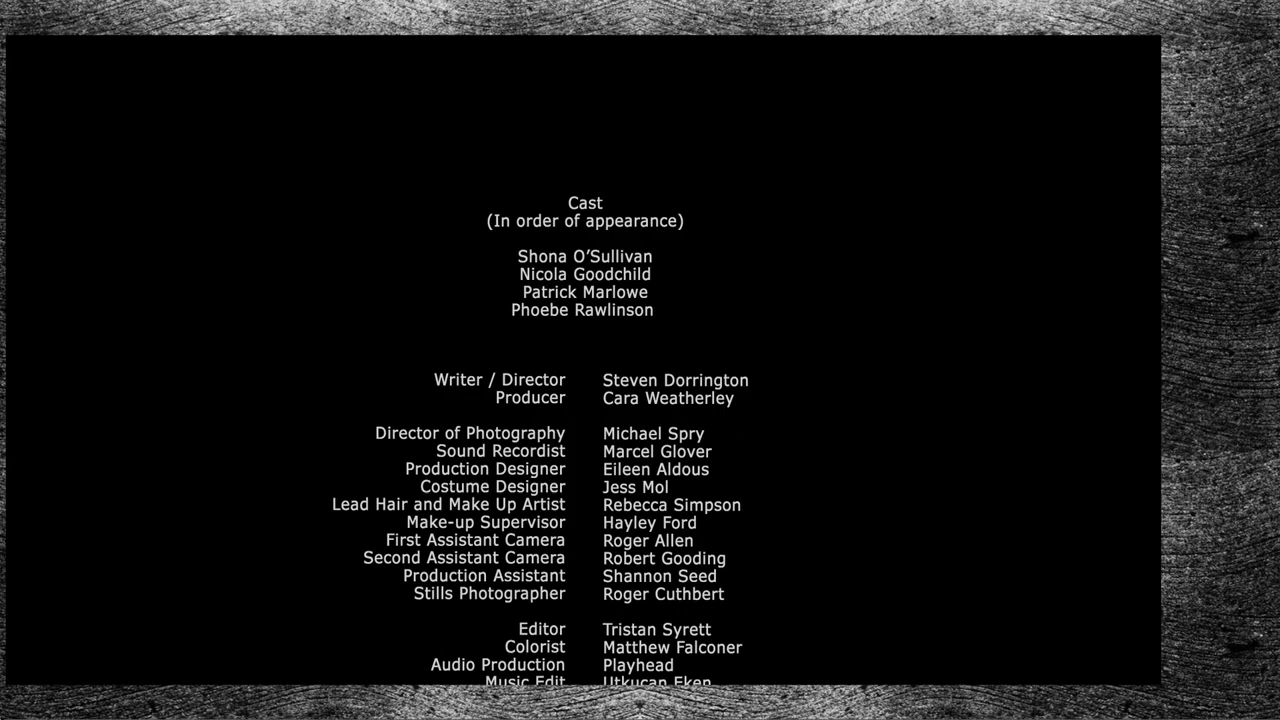 Cast
(In order of appearance)
Shona O’Sullivan
Nicola Goodchild
Patrick Marlowe
Phoebe Rawlinson
Writer / Director Steven Dorrington
Producer Cara Weatherley
Director of Photography Michael Spry
Sound Recordist Marcel Glover
Production Designer Eileen Aldous
Costume Designer Jess Mol
Lead Hair and Make Up Artist Rebecca Simpson
Make-up Supervisor Hayley Ford
First Assistant Camera Roger Allen
Second Assistant Camera Robert Gooding
Production Assistant Shannon Seed
Stills Photographer Roger Cuthbert
Editor Tristan Syrett
Colorist Matthew Falconer
Audio Production Playhead
Music Edit Utkucan Eken